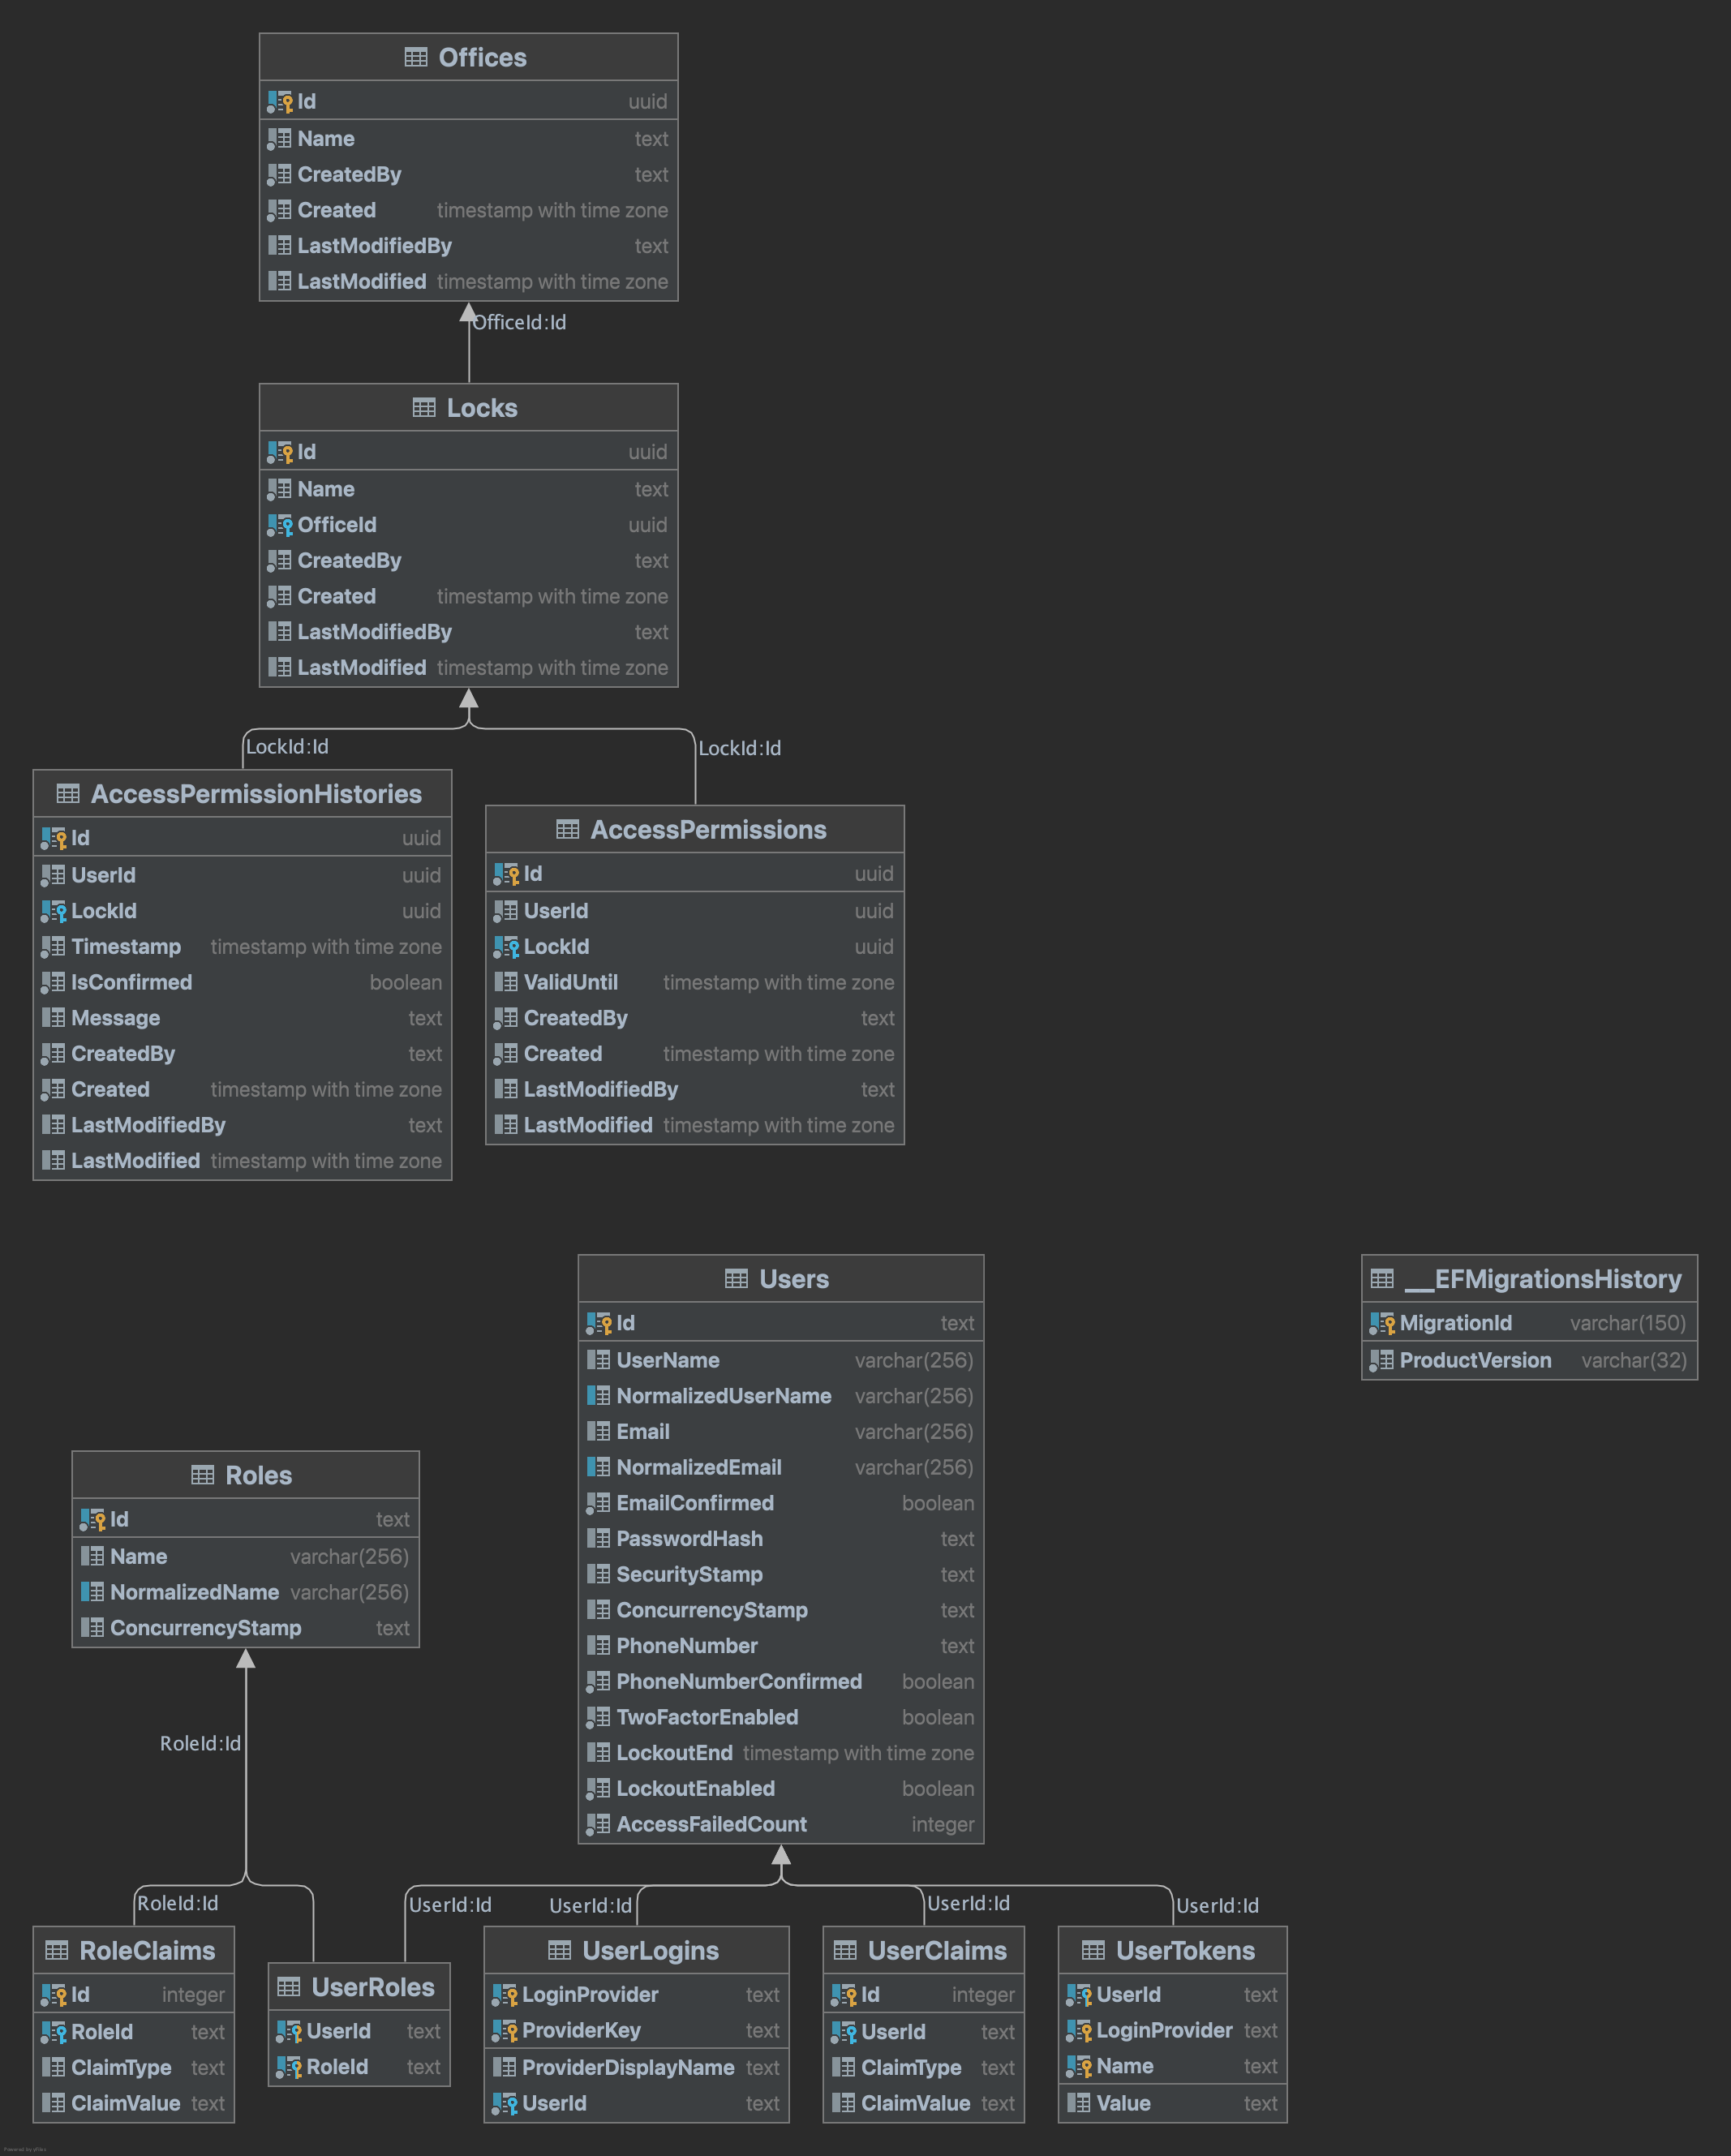 Offices
Id uuid
Name text
CreatedBy text
Created timestamp with time zone
LastModifiedBy text
LastModified timestamp with time zone
OfficeId:Id
Locks
Id uuid
Name text
OfficeId uuid
CreatedBy text
Created timestamp with time zone
LastModifiedBy text
LastModified timestamp with time zone
LockId:Id
LockId:Id
AccessPermissionHistories
Id uuid
UserId uuid
LockId uuid
Timestamp timestamp with time zone
IsConfirmed boolean
Message text
CreatedBy text
Created timestamp with time zone
LastModifiedBy text
LastModified timestamp with time zone
AccessPermissions
Id uuid
UserId uuid
LockId uuid
ValidUntil timestamp with time zone
CreatedBy text
Created timestamp with time zone
LastModifiedBy text
LastModified timestamp with time zone
Users
Id text
UserName varchar(256)
NormalizedUserName varchar(256)
Email varchar(256)
NormalizedEmail varchar(256)
EmailConfirmed boolean
PasswordHash text
SecurityStamp text
ConcurrencyStamp text
PhoneNumber text
PhoneNumberConfirmed boolean
TwoFactorEnabled boolean
LockoutEnd timestamp with time zone
LockoutEnabled boolean
AccessFailedCount integer
__EFMigrationsHistory
MigrationId varchar(150)
ProductVersion varchar(32)
Roles
Id text
Name varchar(256)
NormalizedName varchar(256)
ConcurrencyStamp text
RoleId:Id
RoleId:Id
UserId:Id
UserId:Id
UserId:Id
UserId:Id
RoleClaims
Id integer
RoleId text
ClaimType text
ClaimValue text
UserRoles
UserId text
RoleId text
UserLogins
LoginProvider text
ProviderKey text
ProviderDisplayName text
UserId text
UserClaims
Id integer
UserId text
ClaimType text
ClaimValue text
UserTokens
UserId text
LoginProvider text
Name text
Value text
Powered by yFiles